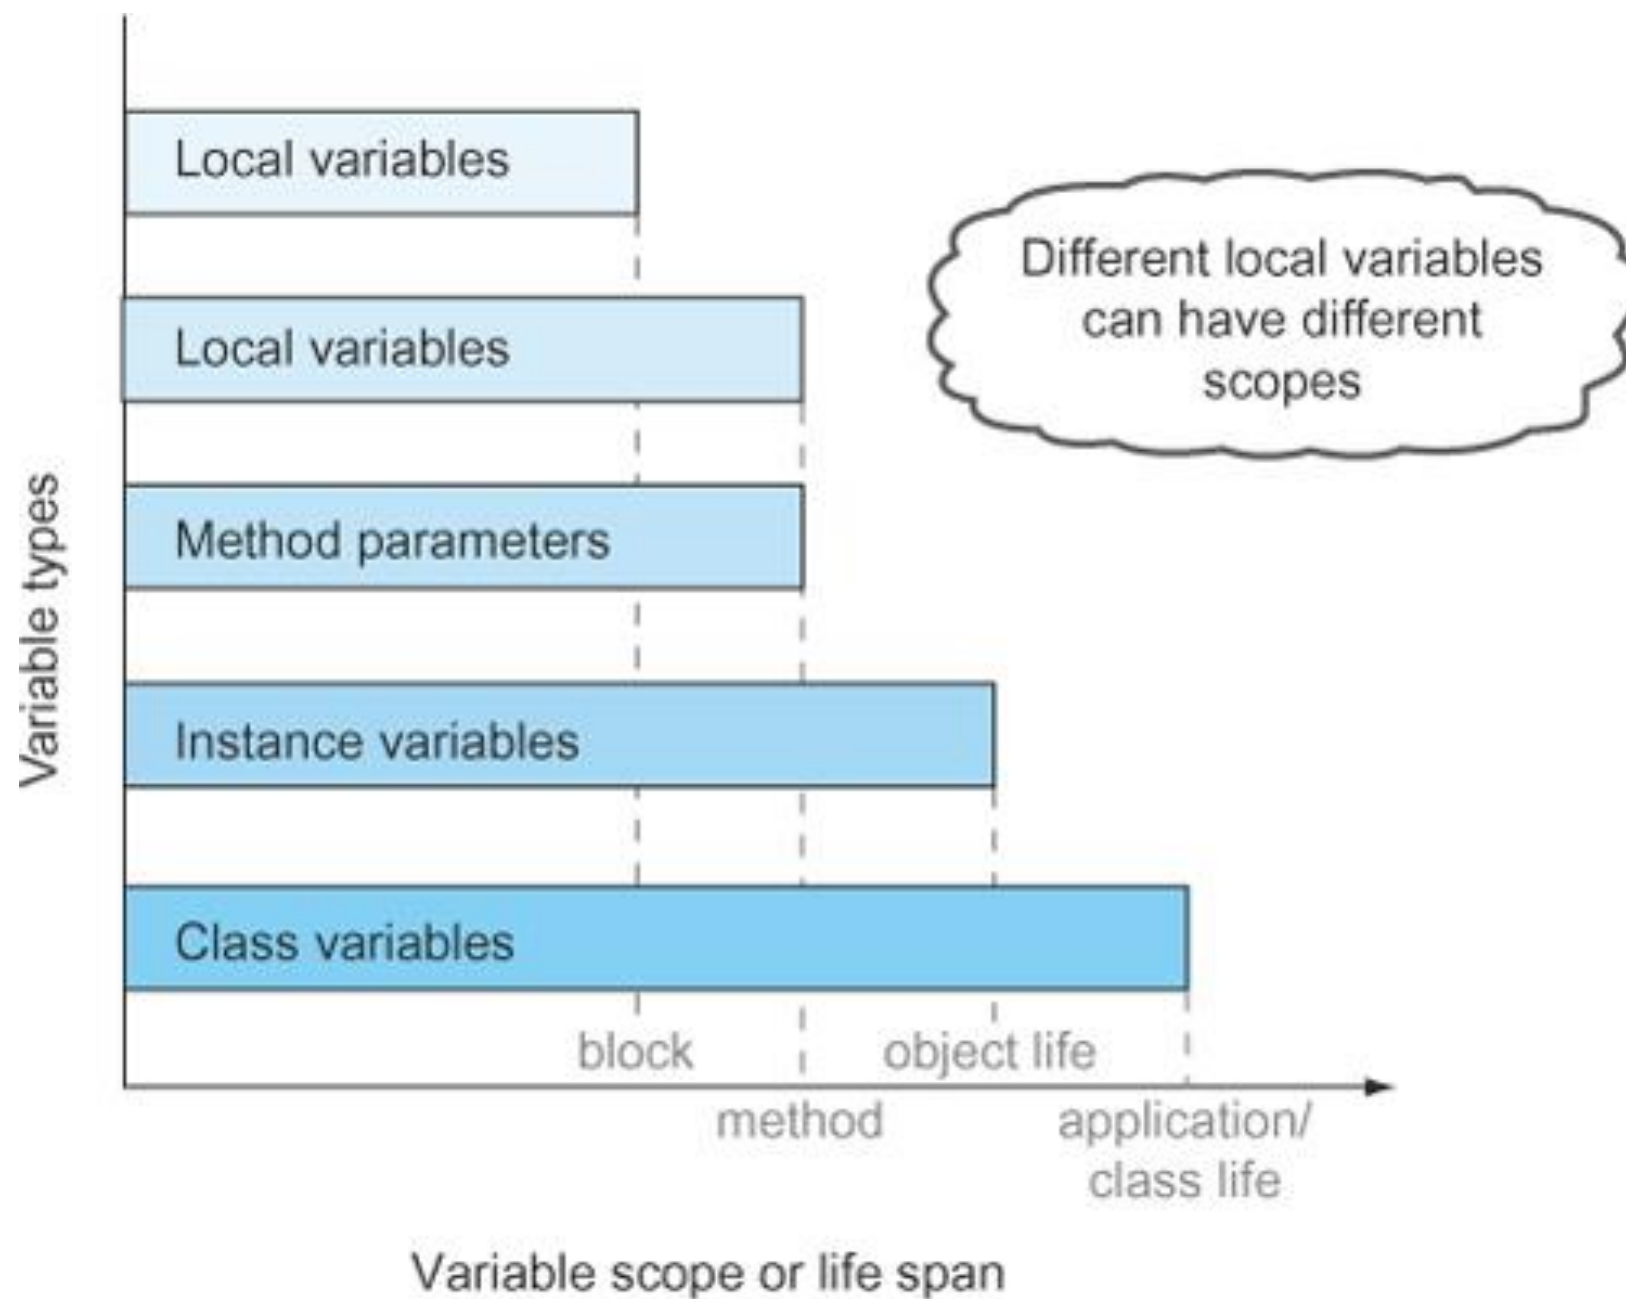 Local variables
Local variables
Method parameters
Instance variables
Class variables
Different local variables
can have different
scopes
Variable types
block
object life
method
application/
class life
Variable scope or life span